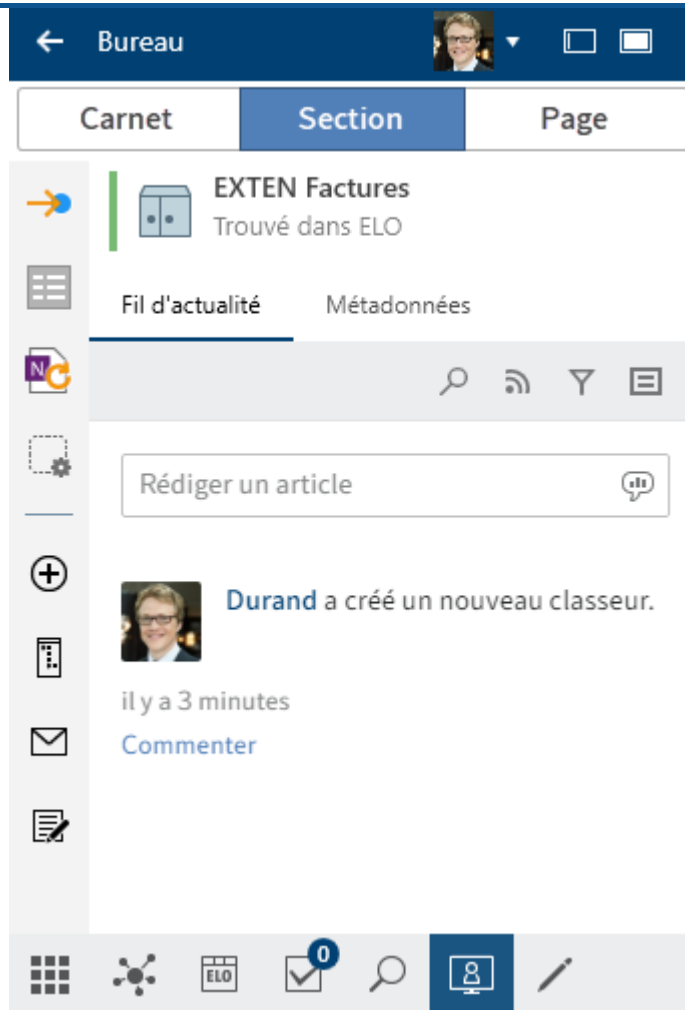 Bureau
Carnet Section Page
EXTEN Factures
Trouvé dans ELO
Fil d'actualité Métadonnées
N
Rédiger un article
Durand a créé un nouveau classeur.
il y a 3 minutes
Commenter
ELO 0